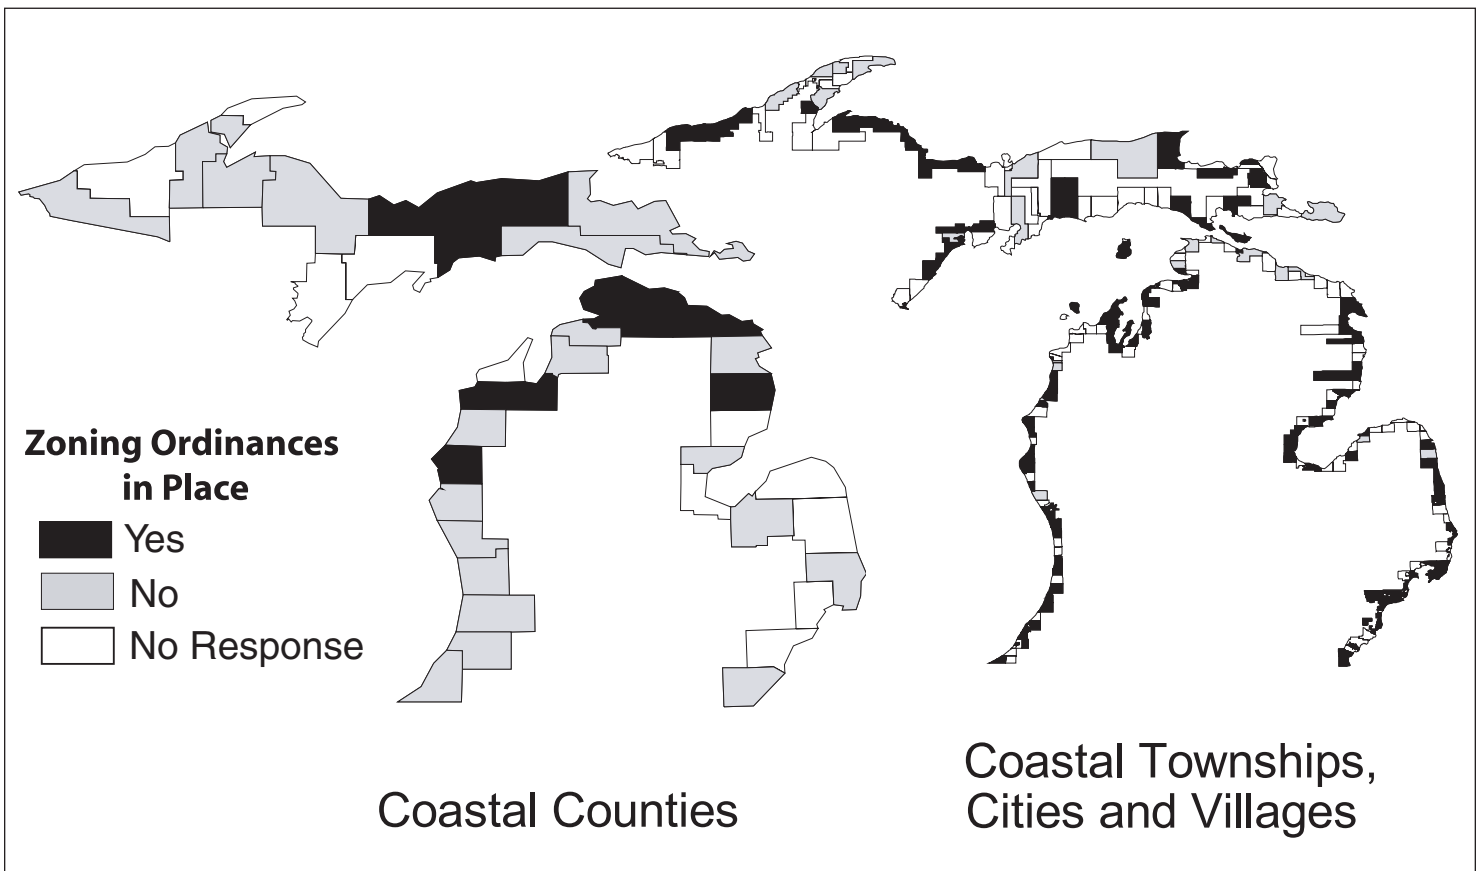 Zoning Ordinances
in Place
Yes
No
No Response
Coastal Counties
Coastal Townships,
Cities and Villages